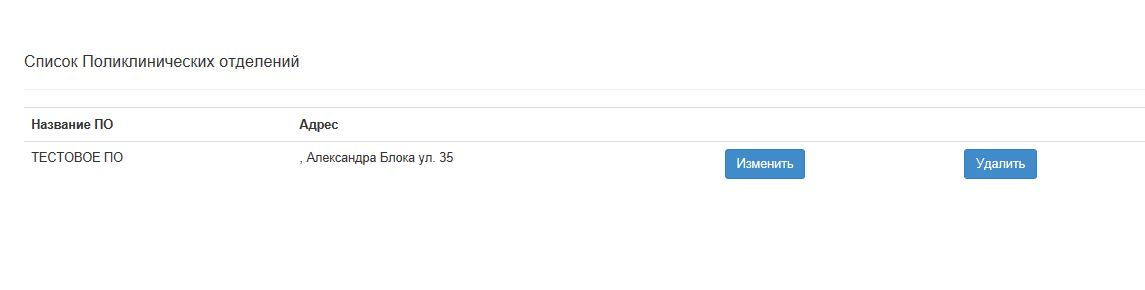 Список Поликлинических отделений
Название ПО Адрес
ТЕСТОВОЕ ПО , Александра Блока ул. 35 Изменить Удалить